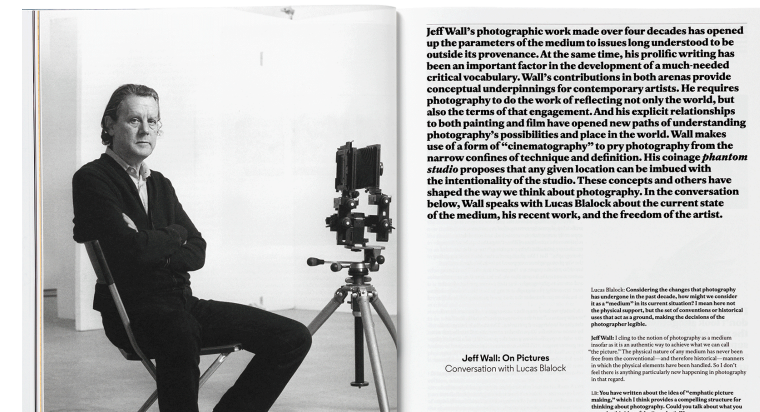 Jeff Wall's photographic work made over four decades has opened
up the parameters of the medium to issues long understood to be
outside its provenance. At the same time, his prolific writing has
been an important factor in the development of a much-needed
critical vocabulary. Wall's contributions in both arenas provide
conceptual underpinnings for contemporary artists. He requires
photography to do the work of reflecting not only the world, but
also the terms of that engagement. And his explicit relationships
to both painting and film have opened new paths of understanding
photography's possibilities and place in the world. Wall makes
use of a form of "cinematography" to pry photography from the
narrow confines of technique and definition. His coinage phantom
studio proposes that any given location can be imbued with
the intentionality of the studio. These concepts and others have
shaped the way we think about photography. In the conversation
below, Wall speaks with Lucas Blalock about the current state
of the medium, his recent work, and the freedom of the artist.
Jeff Wall: On Pictures
Conversation with Lucas Blalock
Lucas Blalock: Considering the changes that photography
has undergone in the past decade, how might we consider
it as a "medium" in its current situation? I mean here not
the physical support, but the set of conventions or historical
uses that act as a ground, making the decisions of the
photographer legible.
Jeff Wall: I cling to the notion of photography as a medium
insofar as it is an authentic way to achieve what we can call
"the picture." The physical nature of any medium has never been
free from the conventional—and therefore historical—manners
in which the physical elements have been handled. So I don't
feel there is anything particularly new happening in photography
in that regard.
LB: You have written about the idea of "emphatic picture
making," which I think provides a compelling structure for
thinking about photography. Could you talk about what you